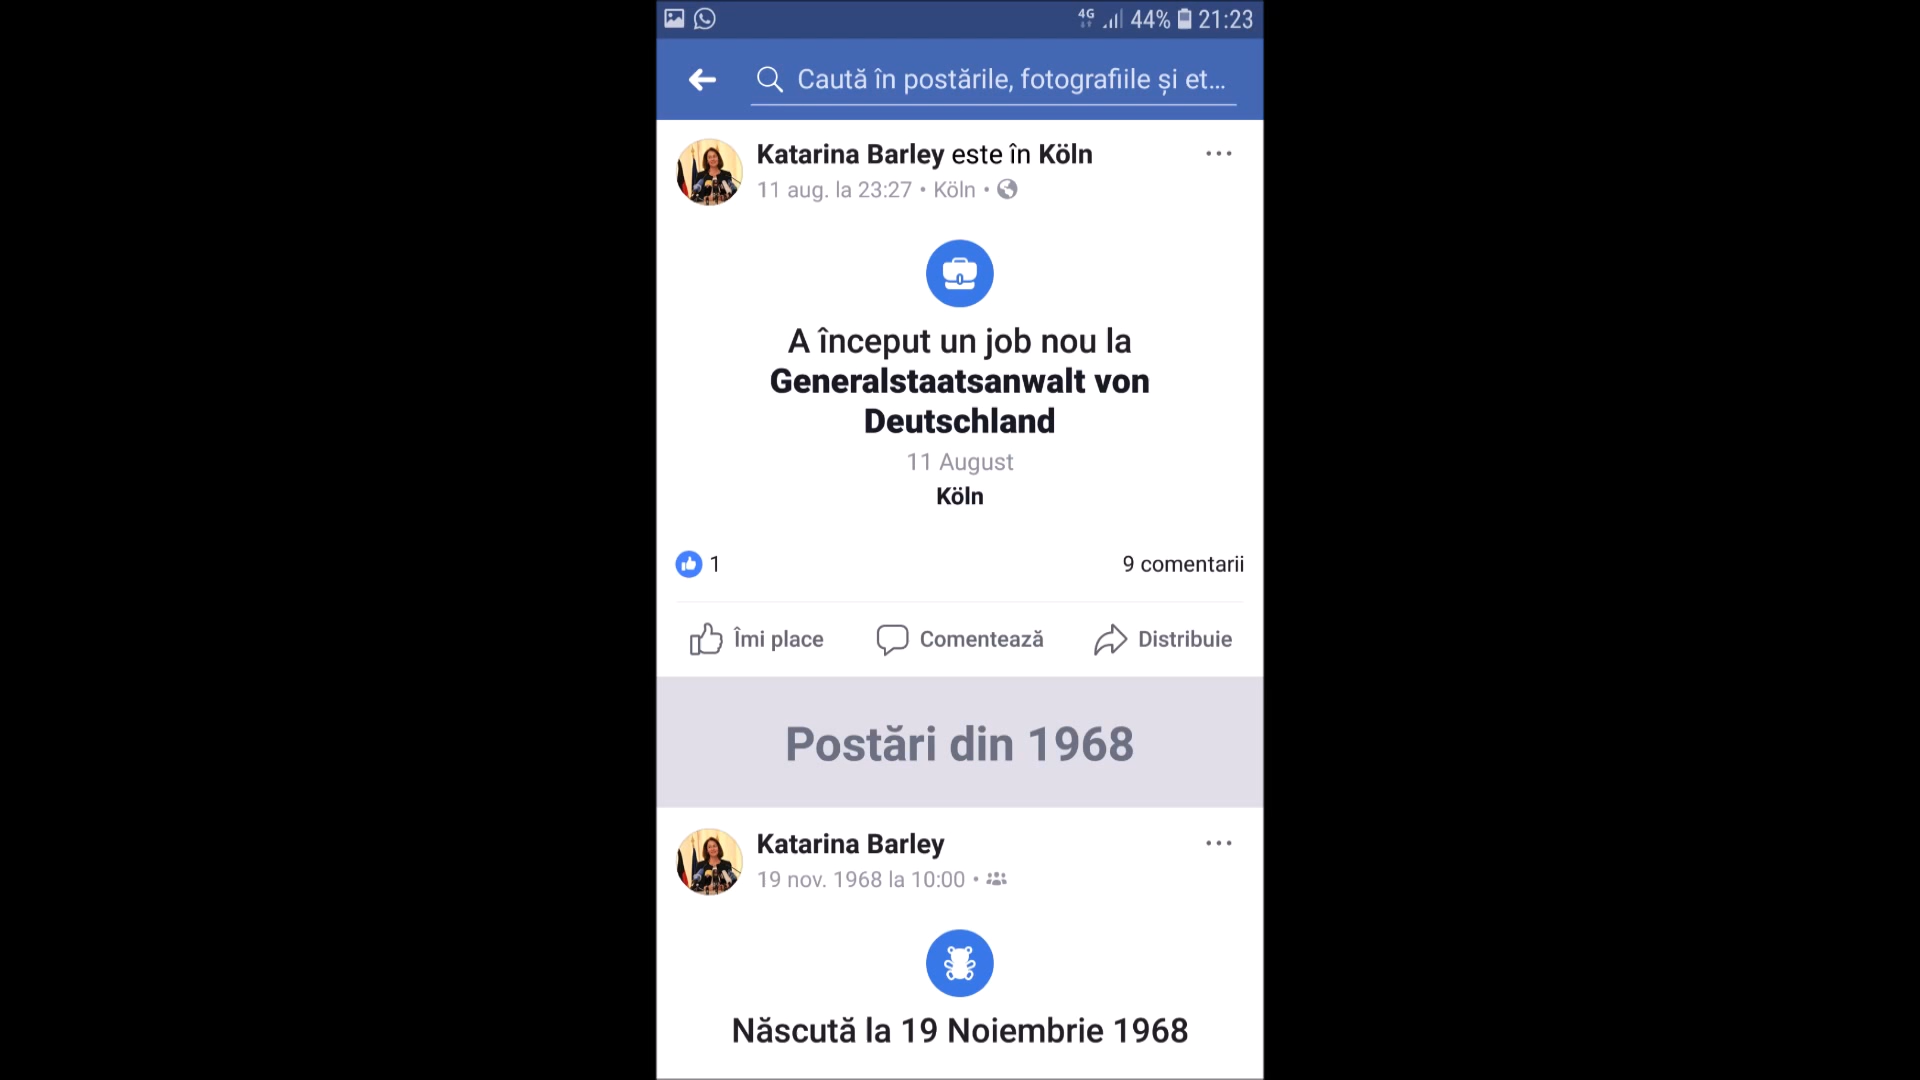 4G 44% 21:23
Caută în postările, fotografiile și et...
Katarina Barley este în Köln
11 aug. la 23:27 • Köln •
A început un job nou la
Generalstaatsanwalt von
Deutschland
11 August
Köln
1 9 comentarii
Îmi place Comentează Distribuie
Postări din 1968
Katarina Barley
19 nov. 1968 la 10:00 •
Născută la 19 Noiembrie 1968